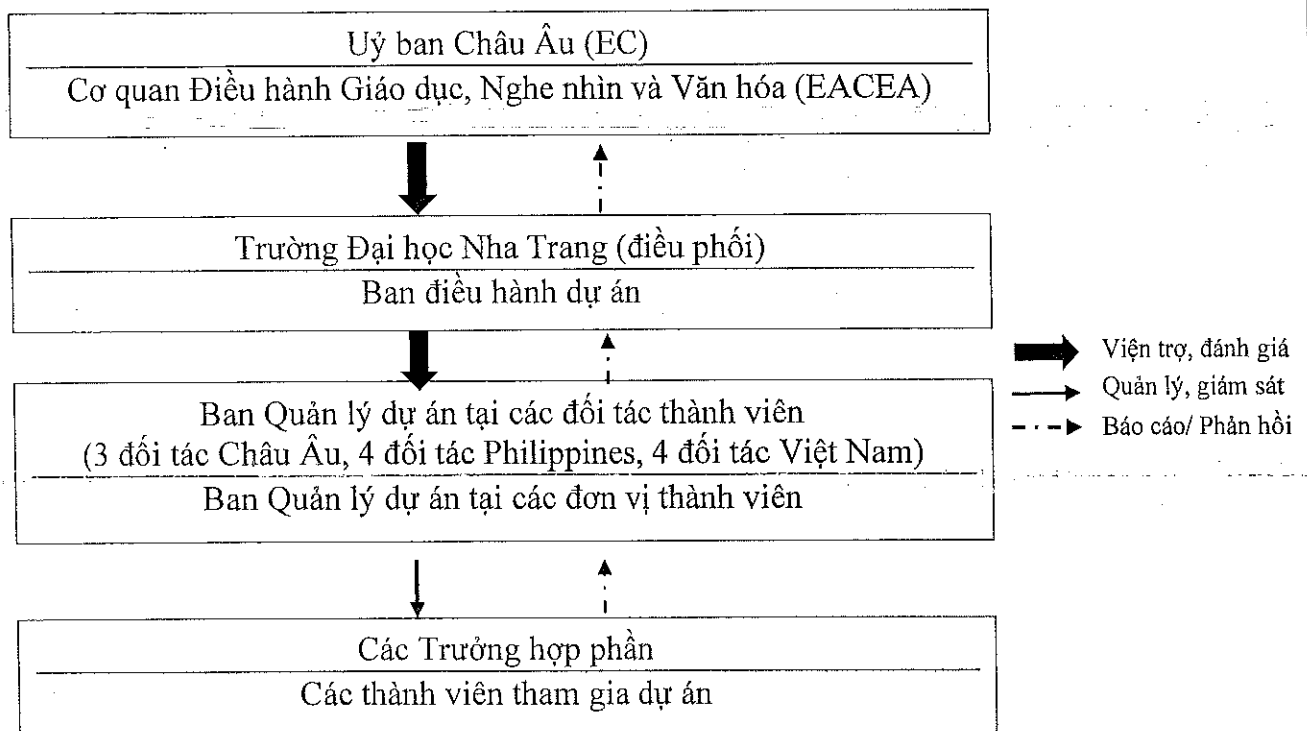 Uỷ ban Châu Âu (EC)
Cơ quan Điều hành Giáo dục, Nghe nhìn và Văn hóa (EACEA)
Trường Đại học Nha Trang (điều phối)
Ban điều hành dự án
Ban Quản lý dự án tại các đối tác thành viên
(3 đối tác Châu Âu, 4 đối tác Philippines, 4 đối tác Việt Nam)
Ban Quản lý dự án tại các đơn vị thành viên
Các Trưởng hợp phần
Các thành viên tham gia dự án
Viện trợ, đánh giá
Quản lý, giám sát
Báo cáo/ Phản hồi